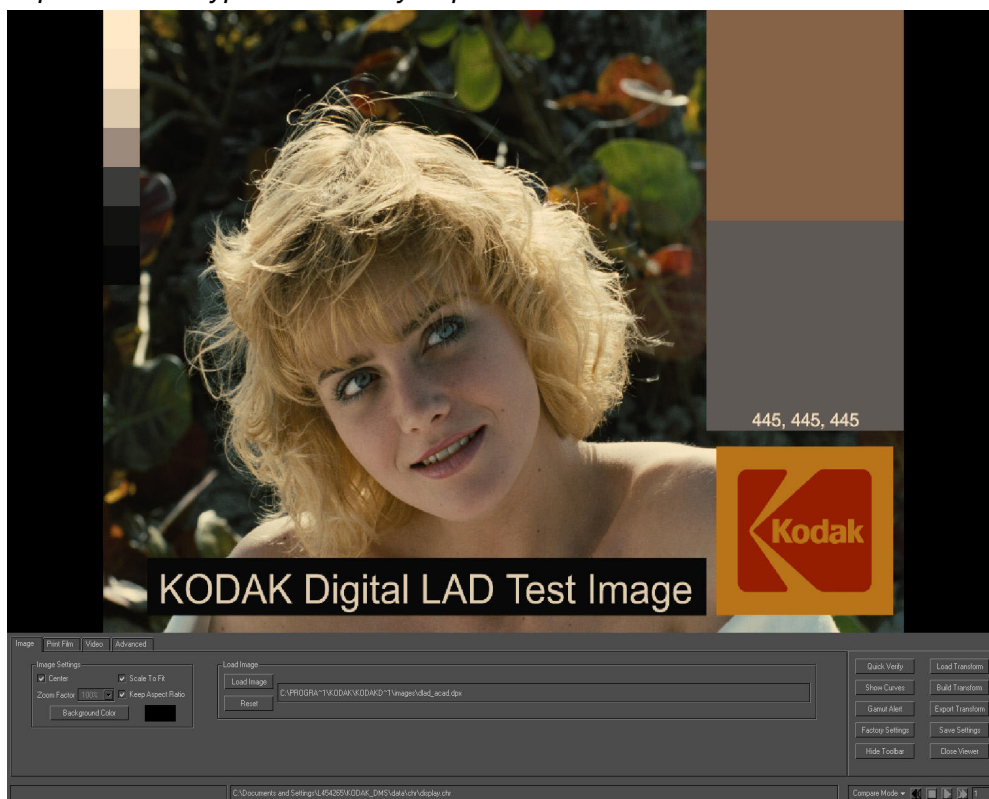 445, 445, 445
Kodak
KODAK Digital LAD Test Image
Image Print Film Video Advanced
Image Settings
Center Scale To Fit
Zoom Factor 100% Keep Aspect Ratio
Background Color
Load Image
Load Image
C:\PROGRA~1\KODAK\KODAKD~1\images\dlad_acad.dpx
Reset
Quick Verify Load Transform
Show Curves Build Transform
Gamut Alert Export Transform
Factory Settings Save Settings
Hide Toolbar Close Viewer
C:\Documents and Settings\L454265\KODAK_DMS\data\chr\display.chr
Compare Mode 1